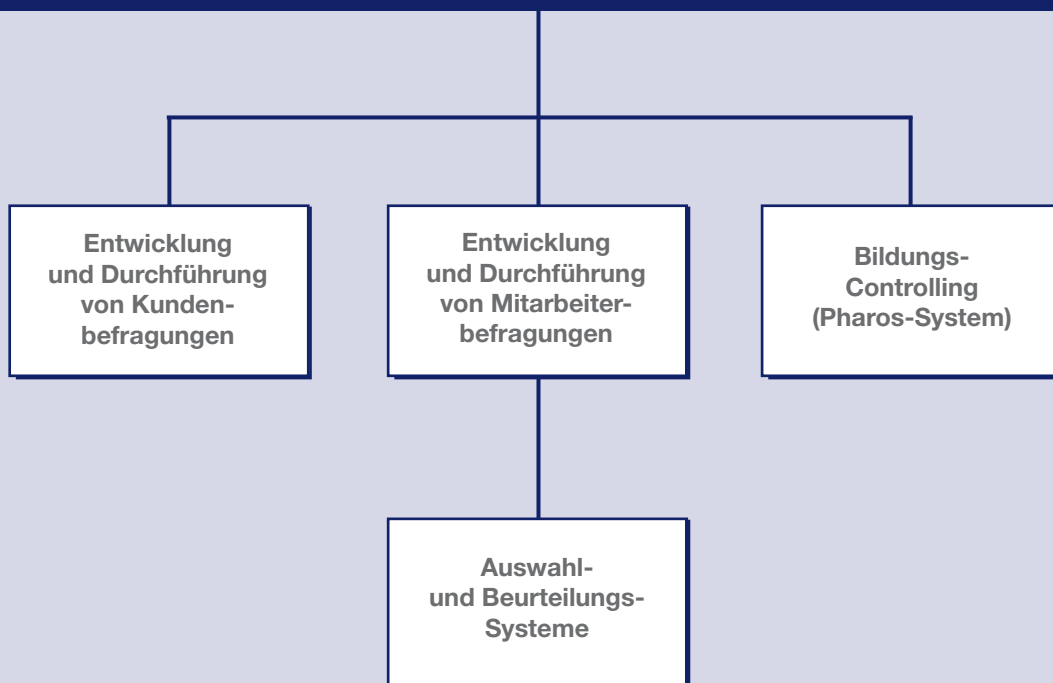 Entwicklung
und Durchführung
von Kunden-
befragungen
Entwicklung
und Durchführung
von Mitarbeiter-
befragungen
Bildungs-
Controlling
(Pharos-System)
Auswahl-
und Beurteilungs-
Systeme